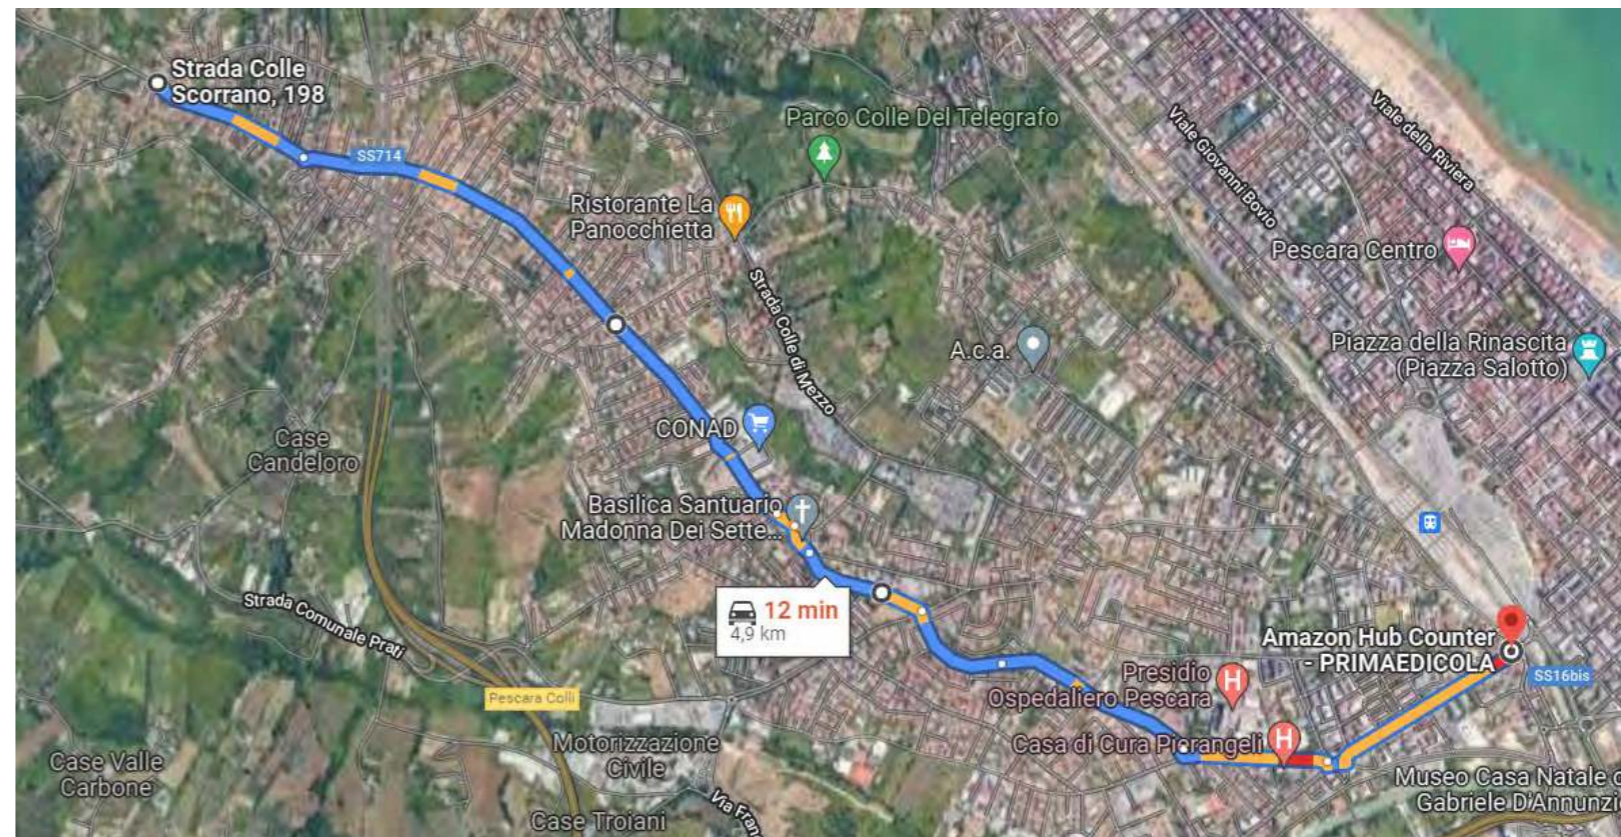 Strada Colle
Scorrano, 198
SS714
Parco Colle Del Telegrafo
Viale Giovanni Bovio
Viale della Riviera
Ristorante La
Panocchietta
Pescara Centro
Strada Colle di Mezzo
A.c.a.
Piazza della Rinascita
(Piazza Salotto)
CONAD
Case
Candeloro
Basilica Santuario
Madonna Dei Sette...
Strada Comunale Prati
12 min
4,9 km
Amazon Hub Counter
- PRIMAEDICOLA
SS16bis
Presidio
Ospedaliero Pescara
Pescara Colli
Casa di Cura Pierangeli
Motorizzazione
Civile
Case Valle
Carbone
Museo Casa Natale
Gabriele D'Annunzi
Via Fran
Case Troiani